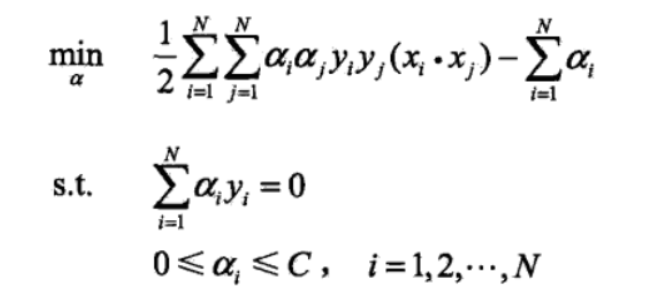 min_α 1/2 ∑_{i=1}^{N} ∑_{j=1}^{N} α_i α_j y_i y_j (x_i · x_j) − ∑_{i=1}^{N} α_i
s.t. ∑_{i=1}^{N} α_i y_i = 0
0 ≤ α_i ≤ C , i = 1, 2, ⋯, N